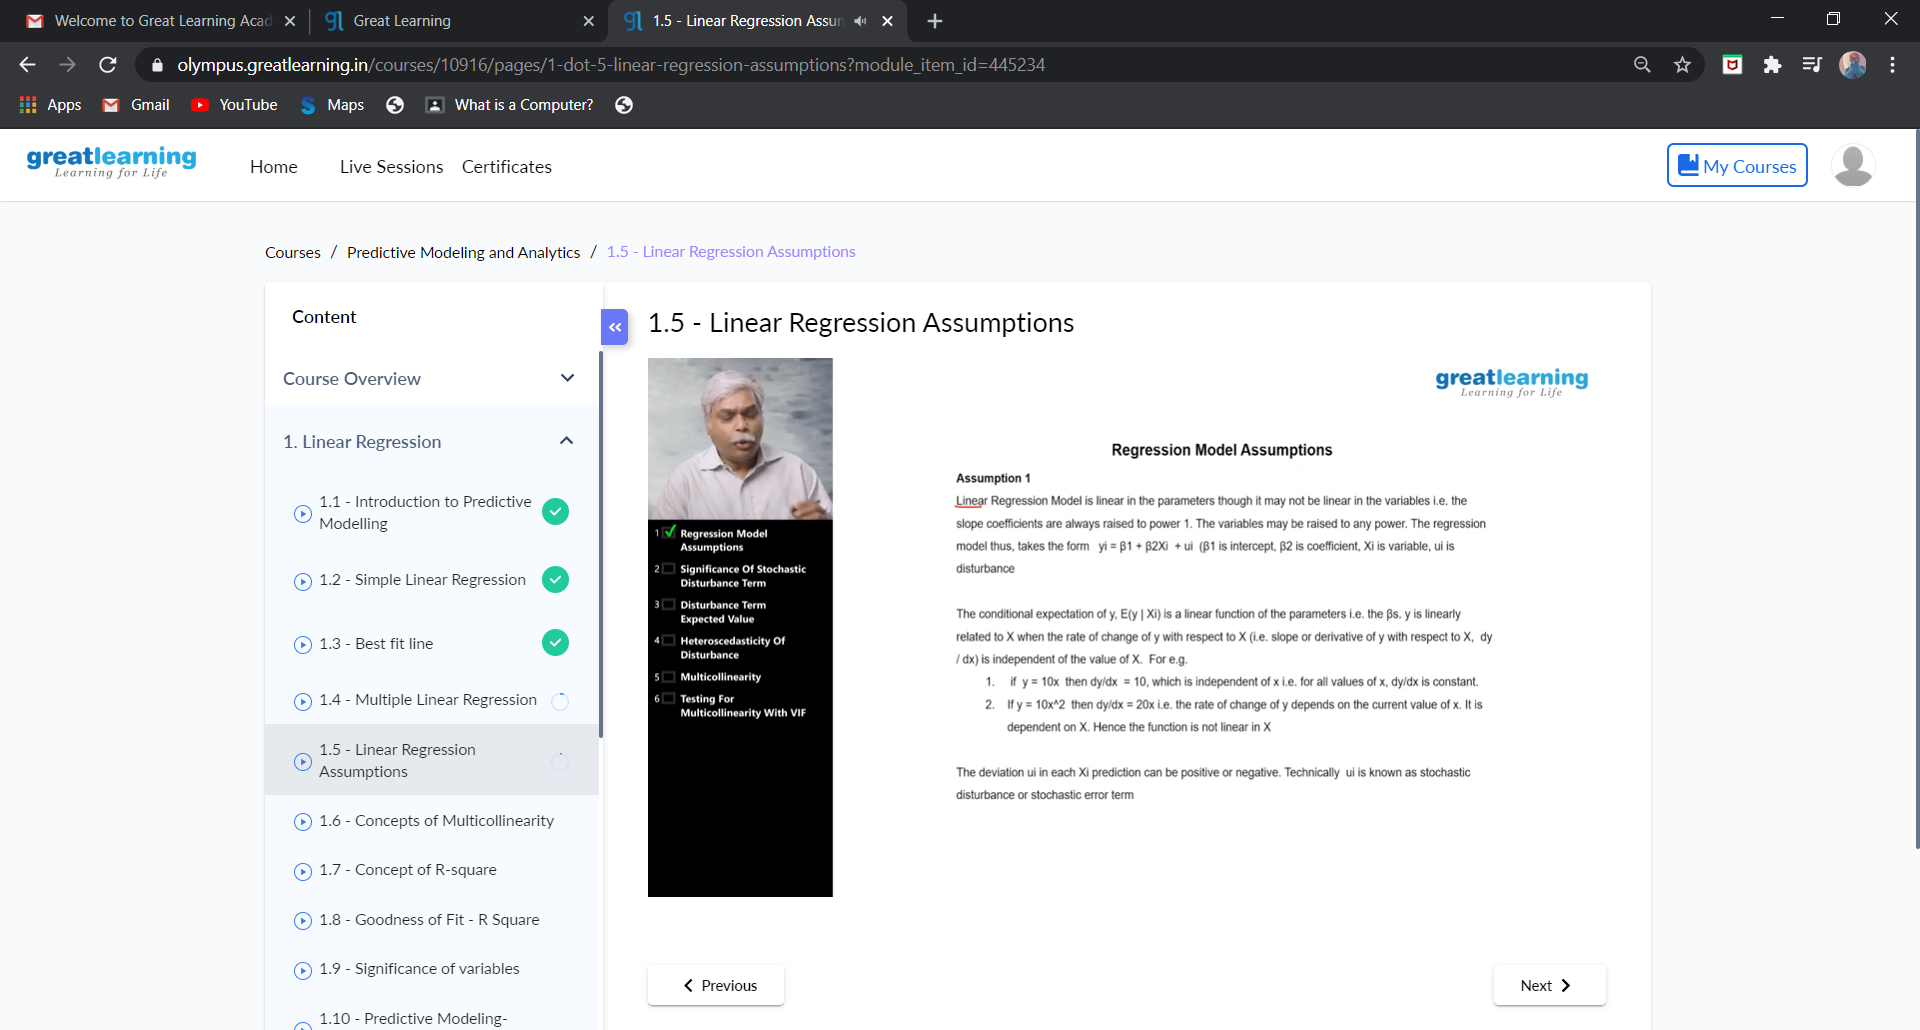 Welcome to Great Learning Acad
Great Learning
1.5 - Linear Regression Assum
olympus.greatlearning.in/courses/10916/pages/1-dot-5-linear-regression-assumptions?module_item_id=445234
Apps
Gmail
YouTube
Maps
What is a Computer?
greatlearning
Learning for Life
Home
Live Sessions
Certificates
My Courses
Courses / Predictive Modeling and Analytics / 1.5 - Linear Regression Assumptions
Content
Course Overview
1. Linear Regression
1.1 - Introduction to Predictive
Modelling
1.2 - Simple Linear Regression
1.3 - Best fit line
1.4 - Multiple Linear Regression
1.5 - Linear Regression
Assumptions
1.6 - Concepts of Multicollinearity
1.7 - Concept of R-square
1.8 - Goodness of Fit - R Square
1.9 - Significance of variables
1.10 - Predictive Modeling-
1.5 - Linear Regression Assumptions
1 Regression Model
Assumptions
2 Significance Of Stochastic
Disturbance Term
3 Disturbance Term
Expected Value
4 Heteroscedasticity Of
Disturbance
5 Multicollinearity
6 Testing For
Multicollinearity With VIF
greatlearning
Learning for Life
Regression Model Assumptions
Assumption 1
Linear Regression Model is linear in the parameters though it may not be linear in the variables i.e. the
slope coefficients are always raised to power 1. The variables may be raised to any power. The regression
model thus, takes the form yi = β1 + β2Xi + ui (β1 is intercept, β2 is coefficient, Xi is variable, ui is
disturbance
The conditional expectation of y, E(y | Xi) is a linear function of the parameters i.e. the βs. y is linearly
related to X when the rate of change of y with respect to X (i.e. slope or derivative of y with respect to X, dy
/ dx) is independent of the value of X. For e.g.
1. if y = 10x then dy/dx = 10, which is independent of x i.e. for all values of x, dy/dx is constant.
2. If y = 10x^2 then dy/dx = 20x i.e. the rate of change of y depends on the current value of x. It is
dependent on X. Hence the function is not linear in X
The deviation ui in each Xi prediction can be positive or negative. Technically ui is known as stochastic
disturbance or stochastic error term
Previous
Next